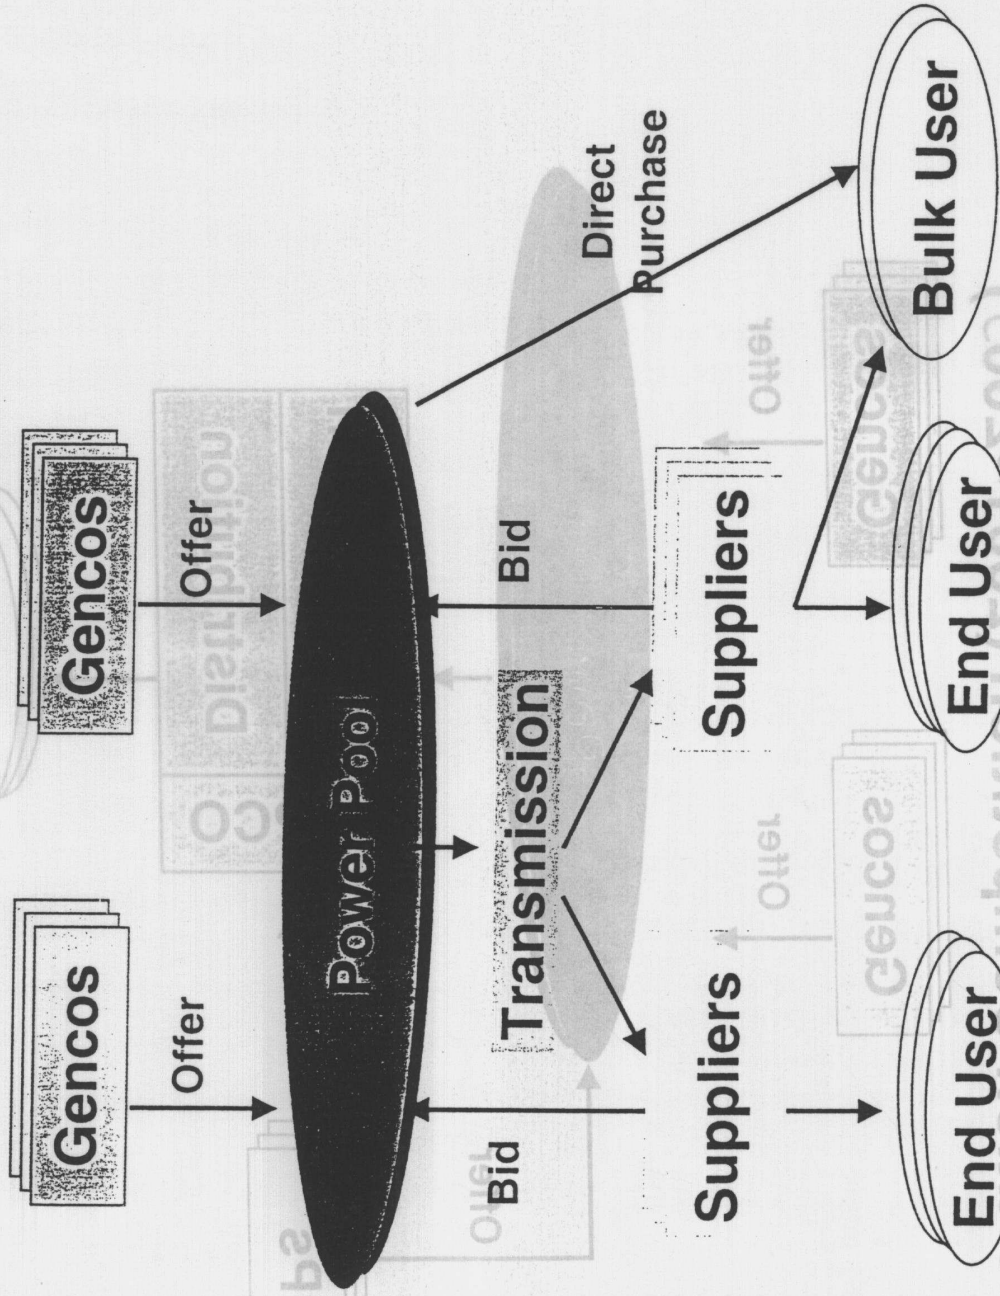 Gencos
Gencos
Offer
Offer
Power Pool
Bid
Transmission
Bid
Direct
Purchase
Suppliers
Suppliers
End User
End User
Bulk User